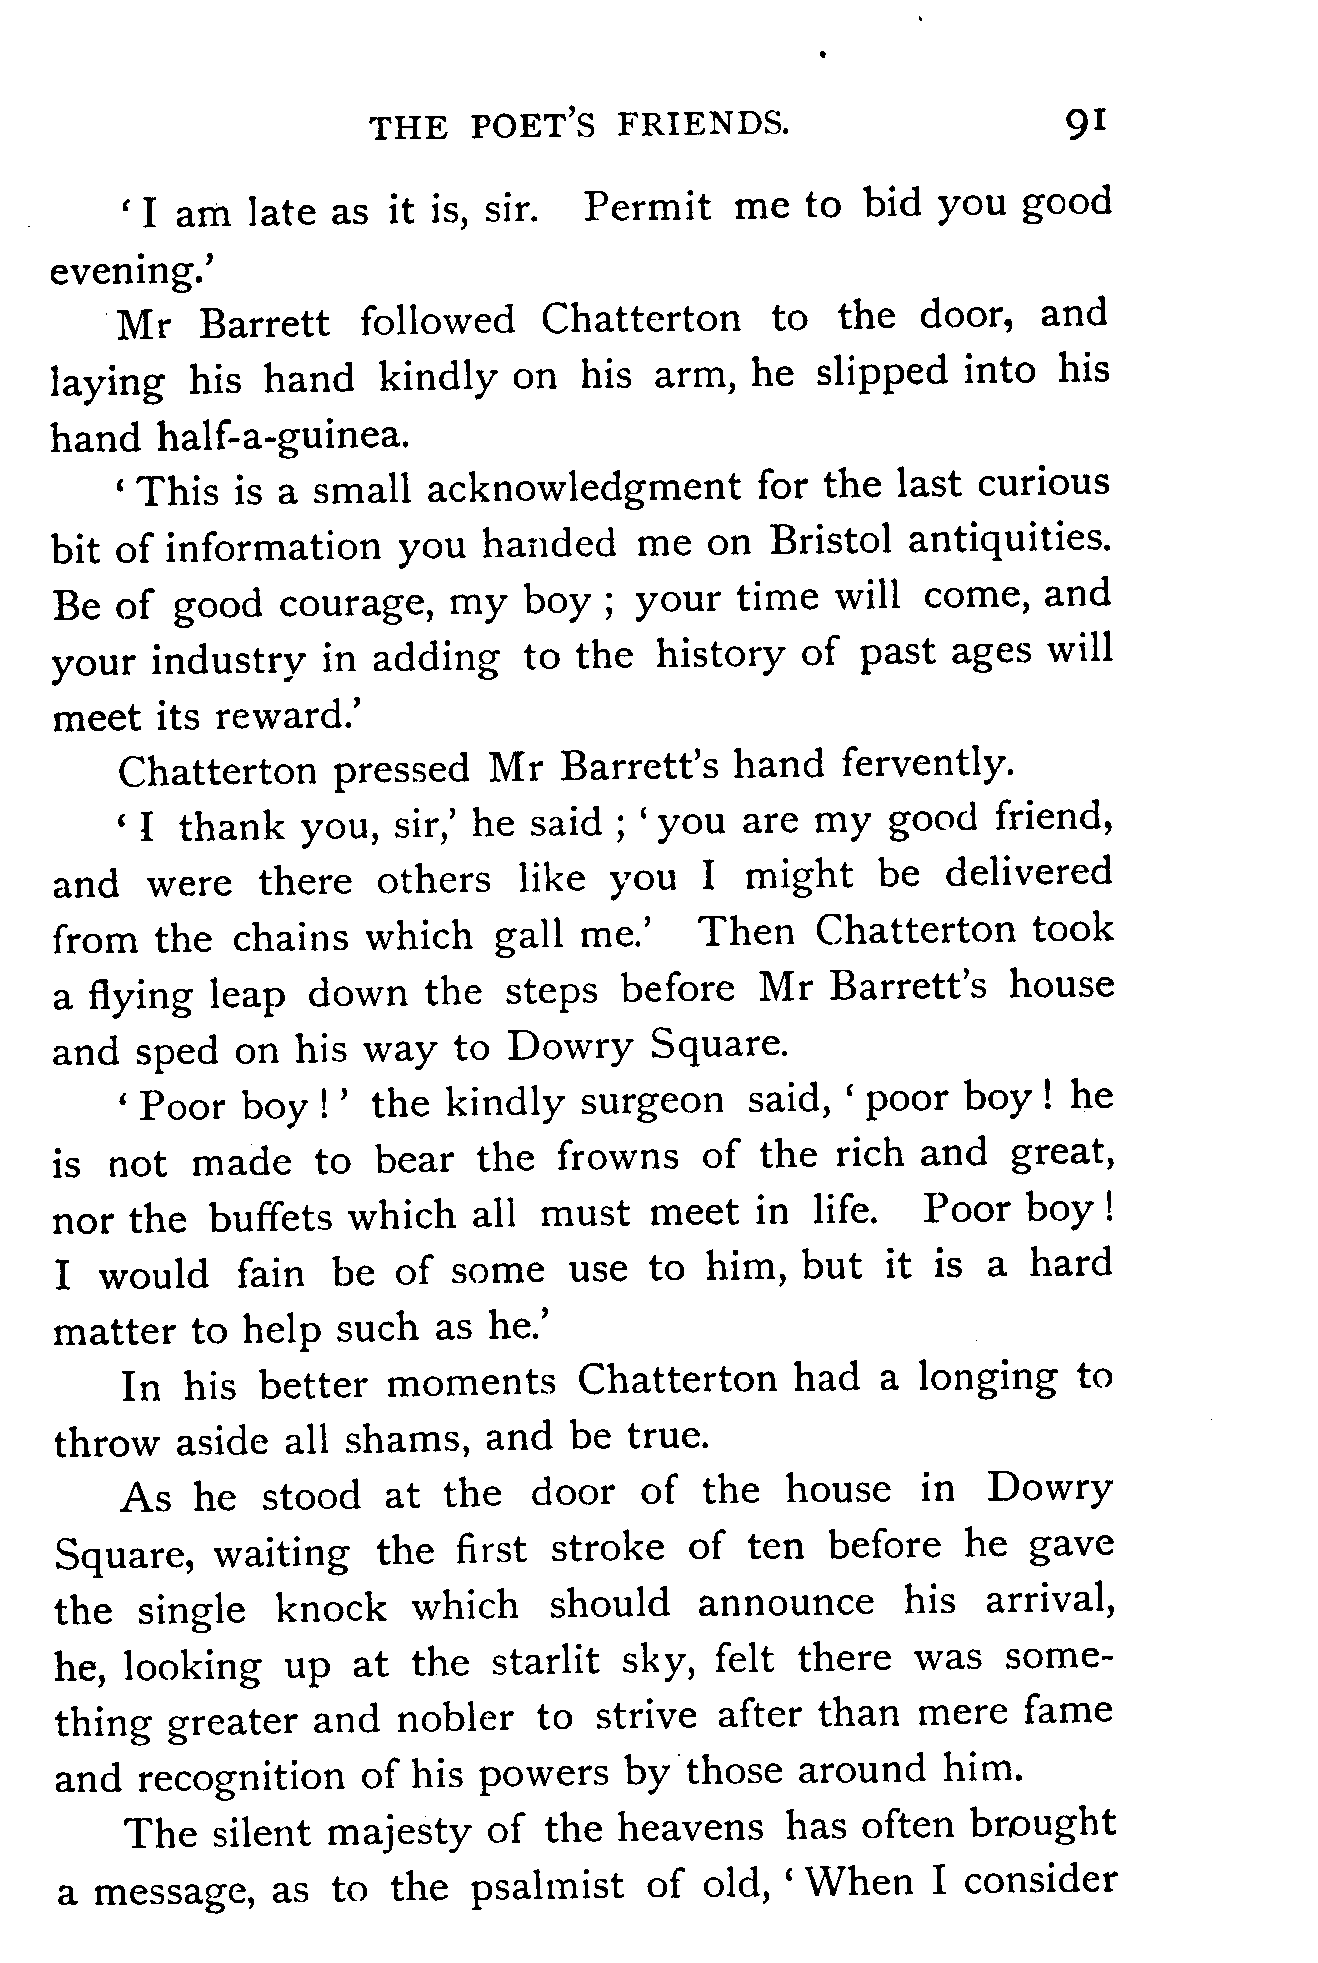 THE POET'S FRIENDS. 91
‘ I am late as it is, sir. Permit me to bid you good
evening.’
Mr Barrett followed Chatterton to the door, and
laying his hand kindly on his arm, he slipped into his
hand half-a-guinea.
‘ This is a small acknowledgment for the last curious
bit of information you handed me on Bristol antiquities.
Be of good courage, my boy ; your time will come, and
your industry in adding to the history of past ages will
meet its reward.’
Chatterton pressed Mr Barrett’s hand fervently.
‘ I thank you, sir,’ he said ; ‘ you are my good friend,
and were there others like you I might be delivered
from the chains which gall me.’ Then Chatterton took
a flying leap down the steps before Mr Barrett’s house
and sped on his way to Dowry Square.
‘ Poor boy ! ’ the kindly surgeon said, ‘ poor boy ! he
is not made to bear the frowns of the rich and great,
nor the buffets which all must meet in life. Poor boy !
I would fain be of some use to him, but it is a hard
matter to help such as he.’
In his better moments Chatterton had a longing to
throw aside all shams, and be true.
As he stood at the door of the house in Dowry
Square, waiting the first stroke of ten before he gave
the single knock which should announce his arrival,
he, looking up at the starlit sky, felt there was some-
thing greater and nobler to strive after than mere fame
and recognition of his powers by those around him.
The silent majesty of the heavens has often brought
a message, as to the psalmist of old, ‘ When I consider